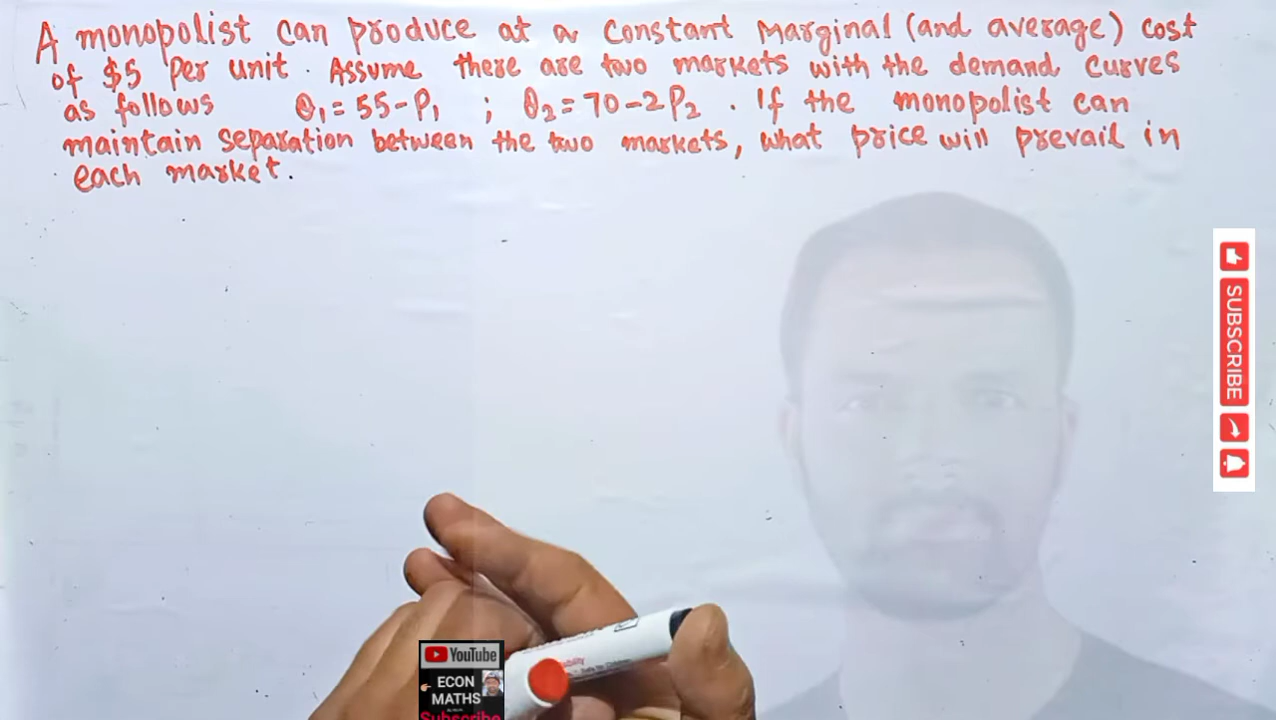 A monopolist can produce at a constant Marginal (and average) cost
of $5 per unit. Assume there are two markets with the demand curves
as follows Q₁ = 55-P₁ ; Q₂ = 70-2P₂ . If the monopolist can
maintain separation between the two markets, what price will prevail in
each market.
SUBSCRIBE
YouTube
ECON
MATHS
Subscribe